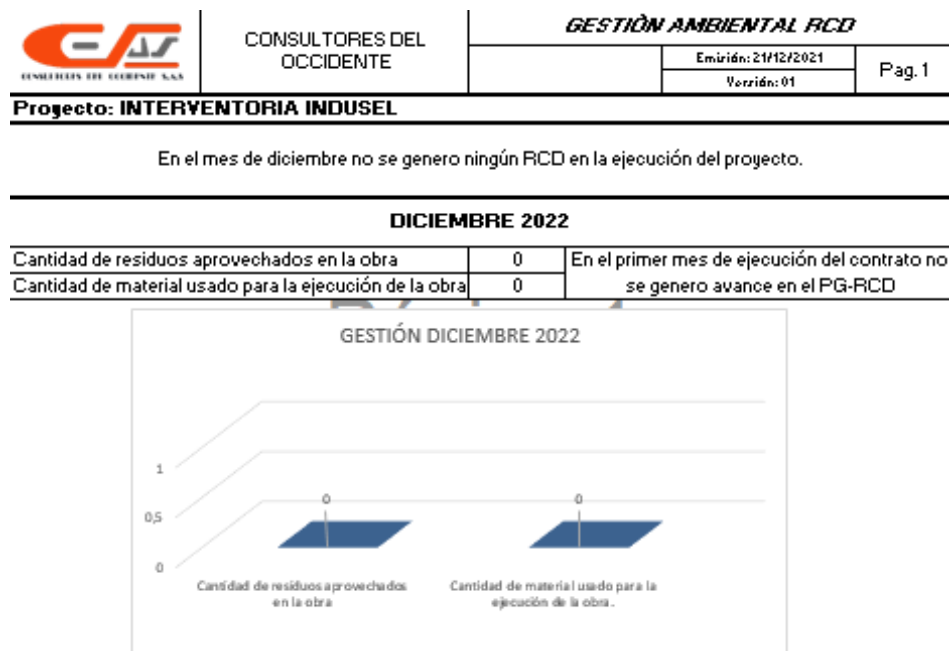 CONSULTORES DEL OCCIDENTE S.A.S
CONSULTORES DEL
OCCIDENTE
GESTIÒN AMBIENTAL RCD
Emisión: 21/12/2021
Versión: 01
Pag. 1
Proyecto: INTERVENTORIA INDUSEL
En el mes de diciembre no se genero ningún RCD en la ejecución del proyecto.
DICIEMBRE 2022
Cantidad de residuos aprovechados en la obra 0
Cantidad de material usado para la ejecución de la obra 0
En el primer mes de ejecución del contrato no
se genero avance en el PG-RCD
GESTIÓN DICIEMBRE 2022
1
0,5
0
0
0
Cantidad de residuos aprovechados
en la obra
Cantidad de material usado para la
ejecución de la obra.